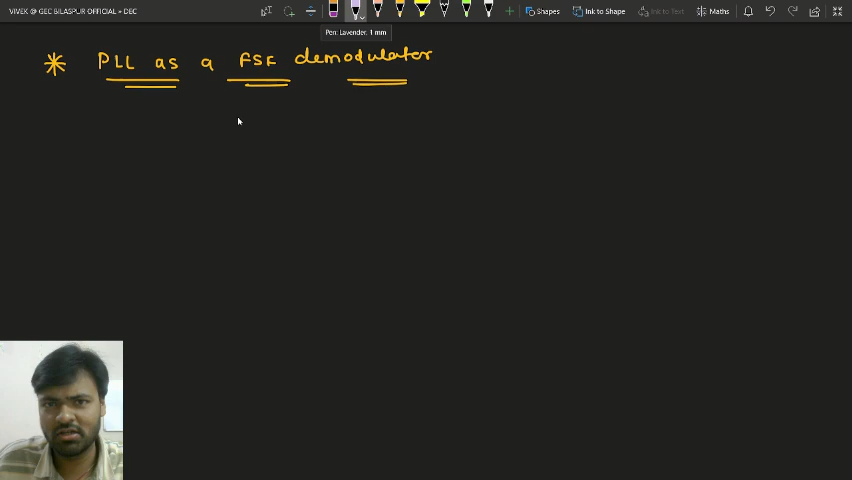 VIVEK @ GEC BILASPUR OFFICIAL + DEC
Shapes
Ink to Shape
Ink to Text
Maths
Pen: Lavender, 1 mm
* PLL as a FSK demodulator